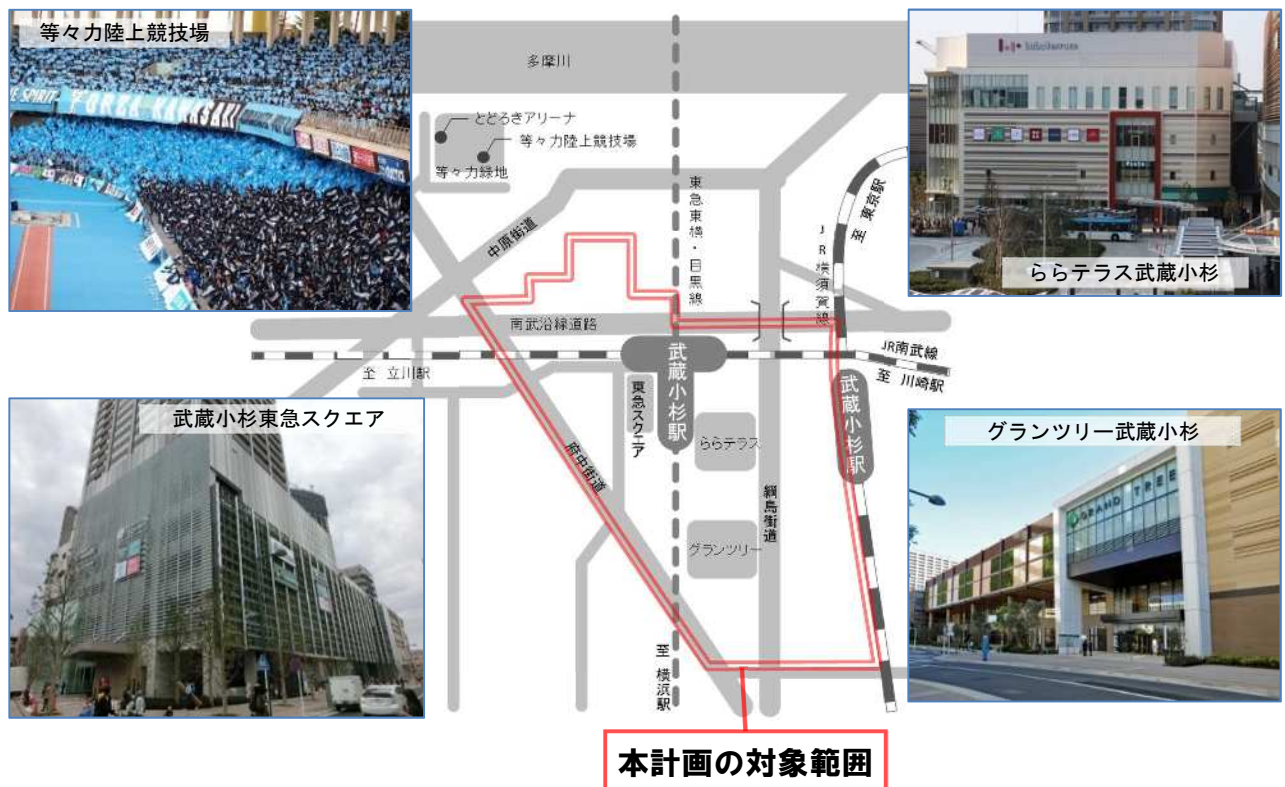 等々力陸上競技場
FORZA KAWASAKI
多摩川
とどろきアリーナ
等々力陸上競技場
等々力緑地
中原街道
東急東横・目黒線
JR横須賀線
至 東京駅
ららテラス武蔵小杉
南武沿線道路
JR南武線
至 立川駅
至 川崎駅
武蔵小杉駅
武蔵小杉駅
東急スクエア
ららテラス
府中街道
綱島街道
グランツリー
武蔵小杉東急スクエア
グランツリー武蔵小杉
GRAND TREE
至 横浜駅
本計画の対象範囲